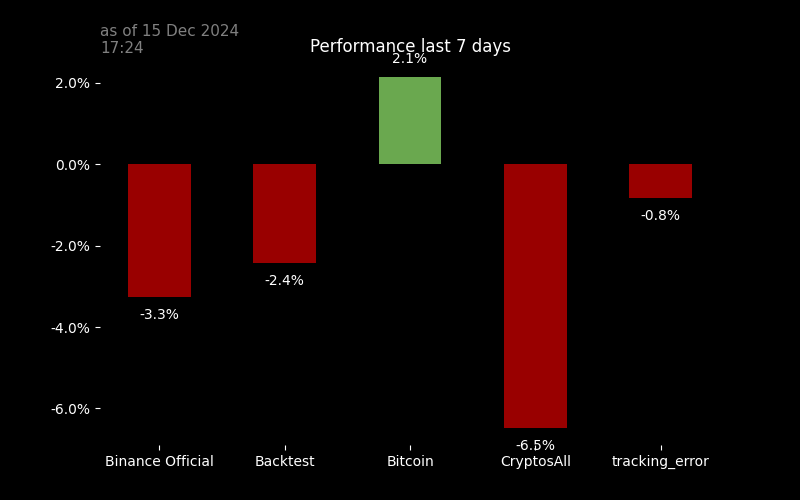 as of 15 Dec 2024
17:24
Performance last 7 days
2.1%
2.0%
0.0%
-2.0%
-4.0%
-6.0%
-3.3%
-2.4%
-6.5%
-0.8%
Binance Official
Backtest
Bitcoin
CryptosAll
tracking_error